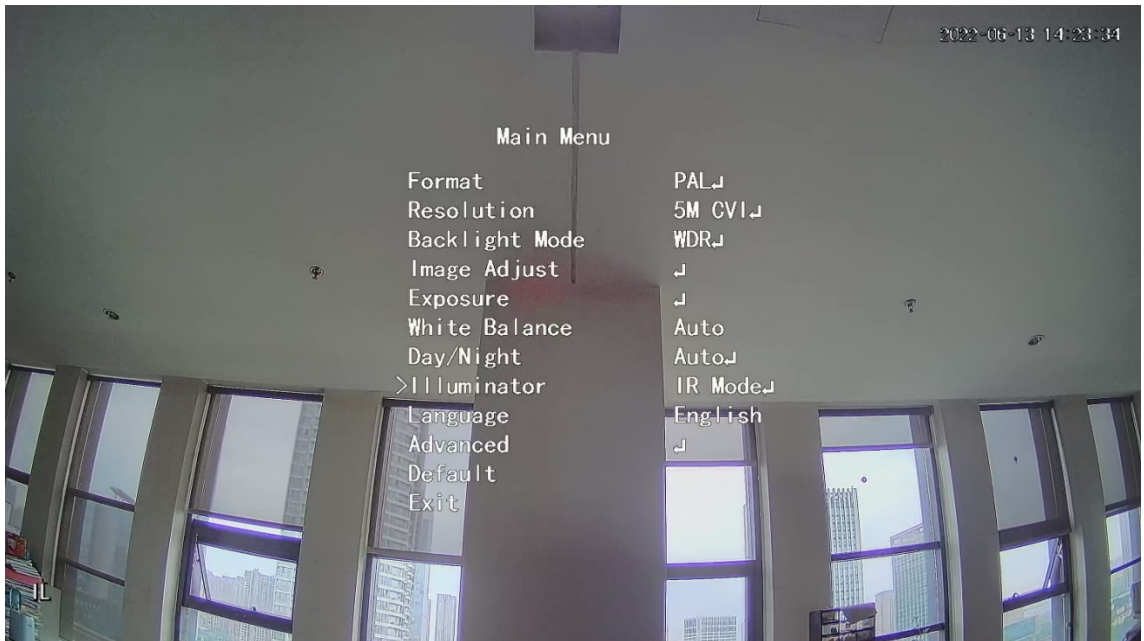 2022-06-13 14:23:34
Main Menu
Format PAL↲
Resolution 5M CVI↲
Backlight Mode WDR↲
Image Adjust ↲
Exposure ↲
White Balance Auto
Day/Night Auto↲
>Illuminator IR Mode↲
Language English
Advanced ↲
Default
Exit
IL